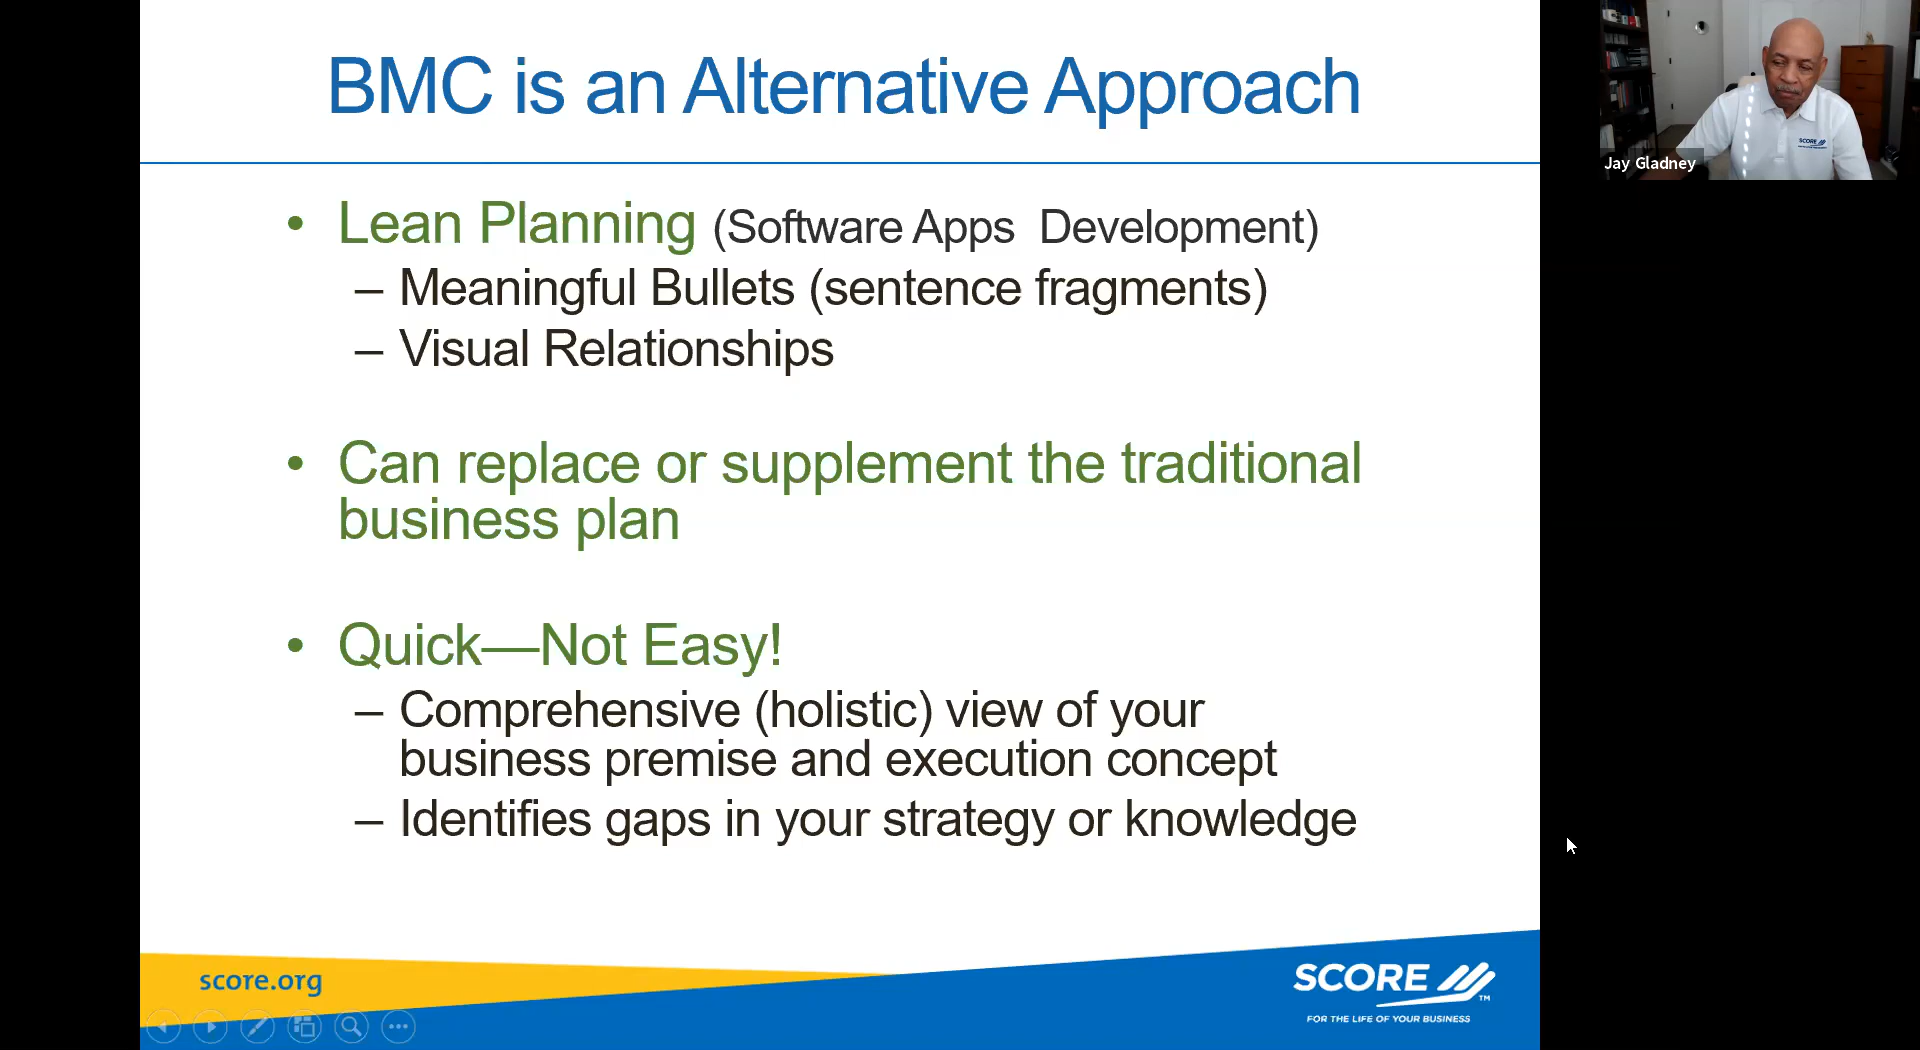 BMC is an Alternative Approach
Jay Gladney
SCORE
• Lean Planning (Software Apps Development)
– Meaningful Bullets (sentence fragments)
– Visual Relationships
• Can replace or supplement the traditional
business plan
• Quick—Not Easy!
– Comprehensive (holistic) view of your
business premise and execution concept
– Identifies gaps in your strategy or knowledge
score.org
SCORE
TM
FOR THE LIFE OF YOUR BUSINESS